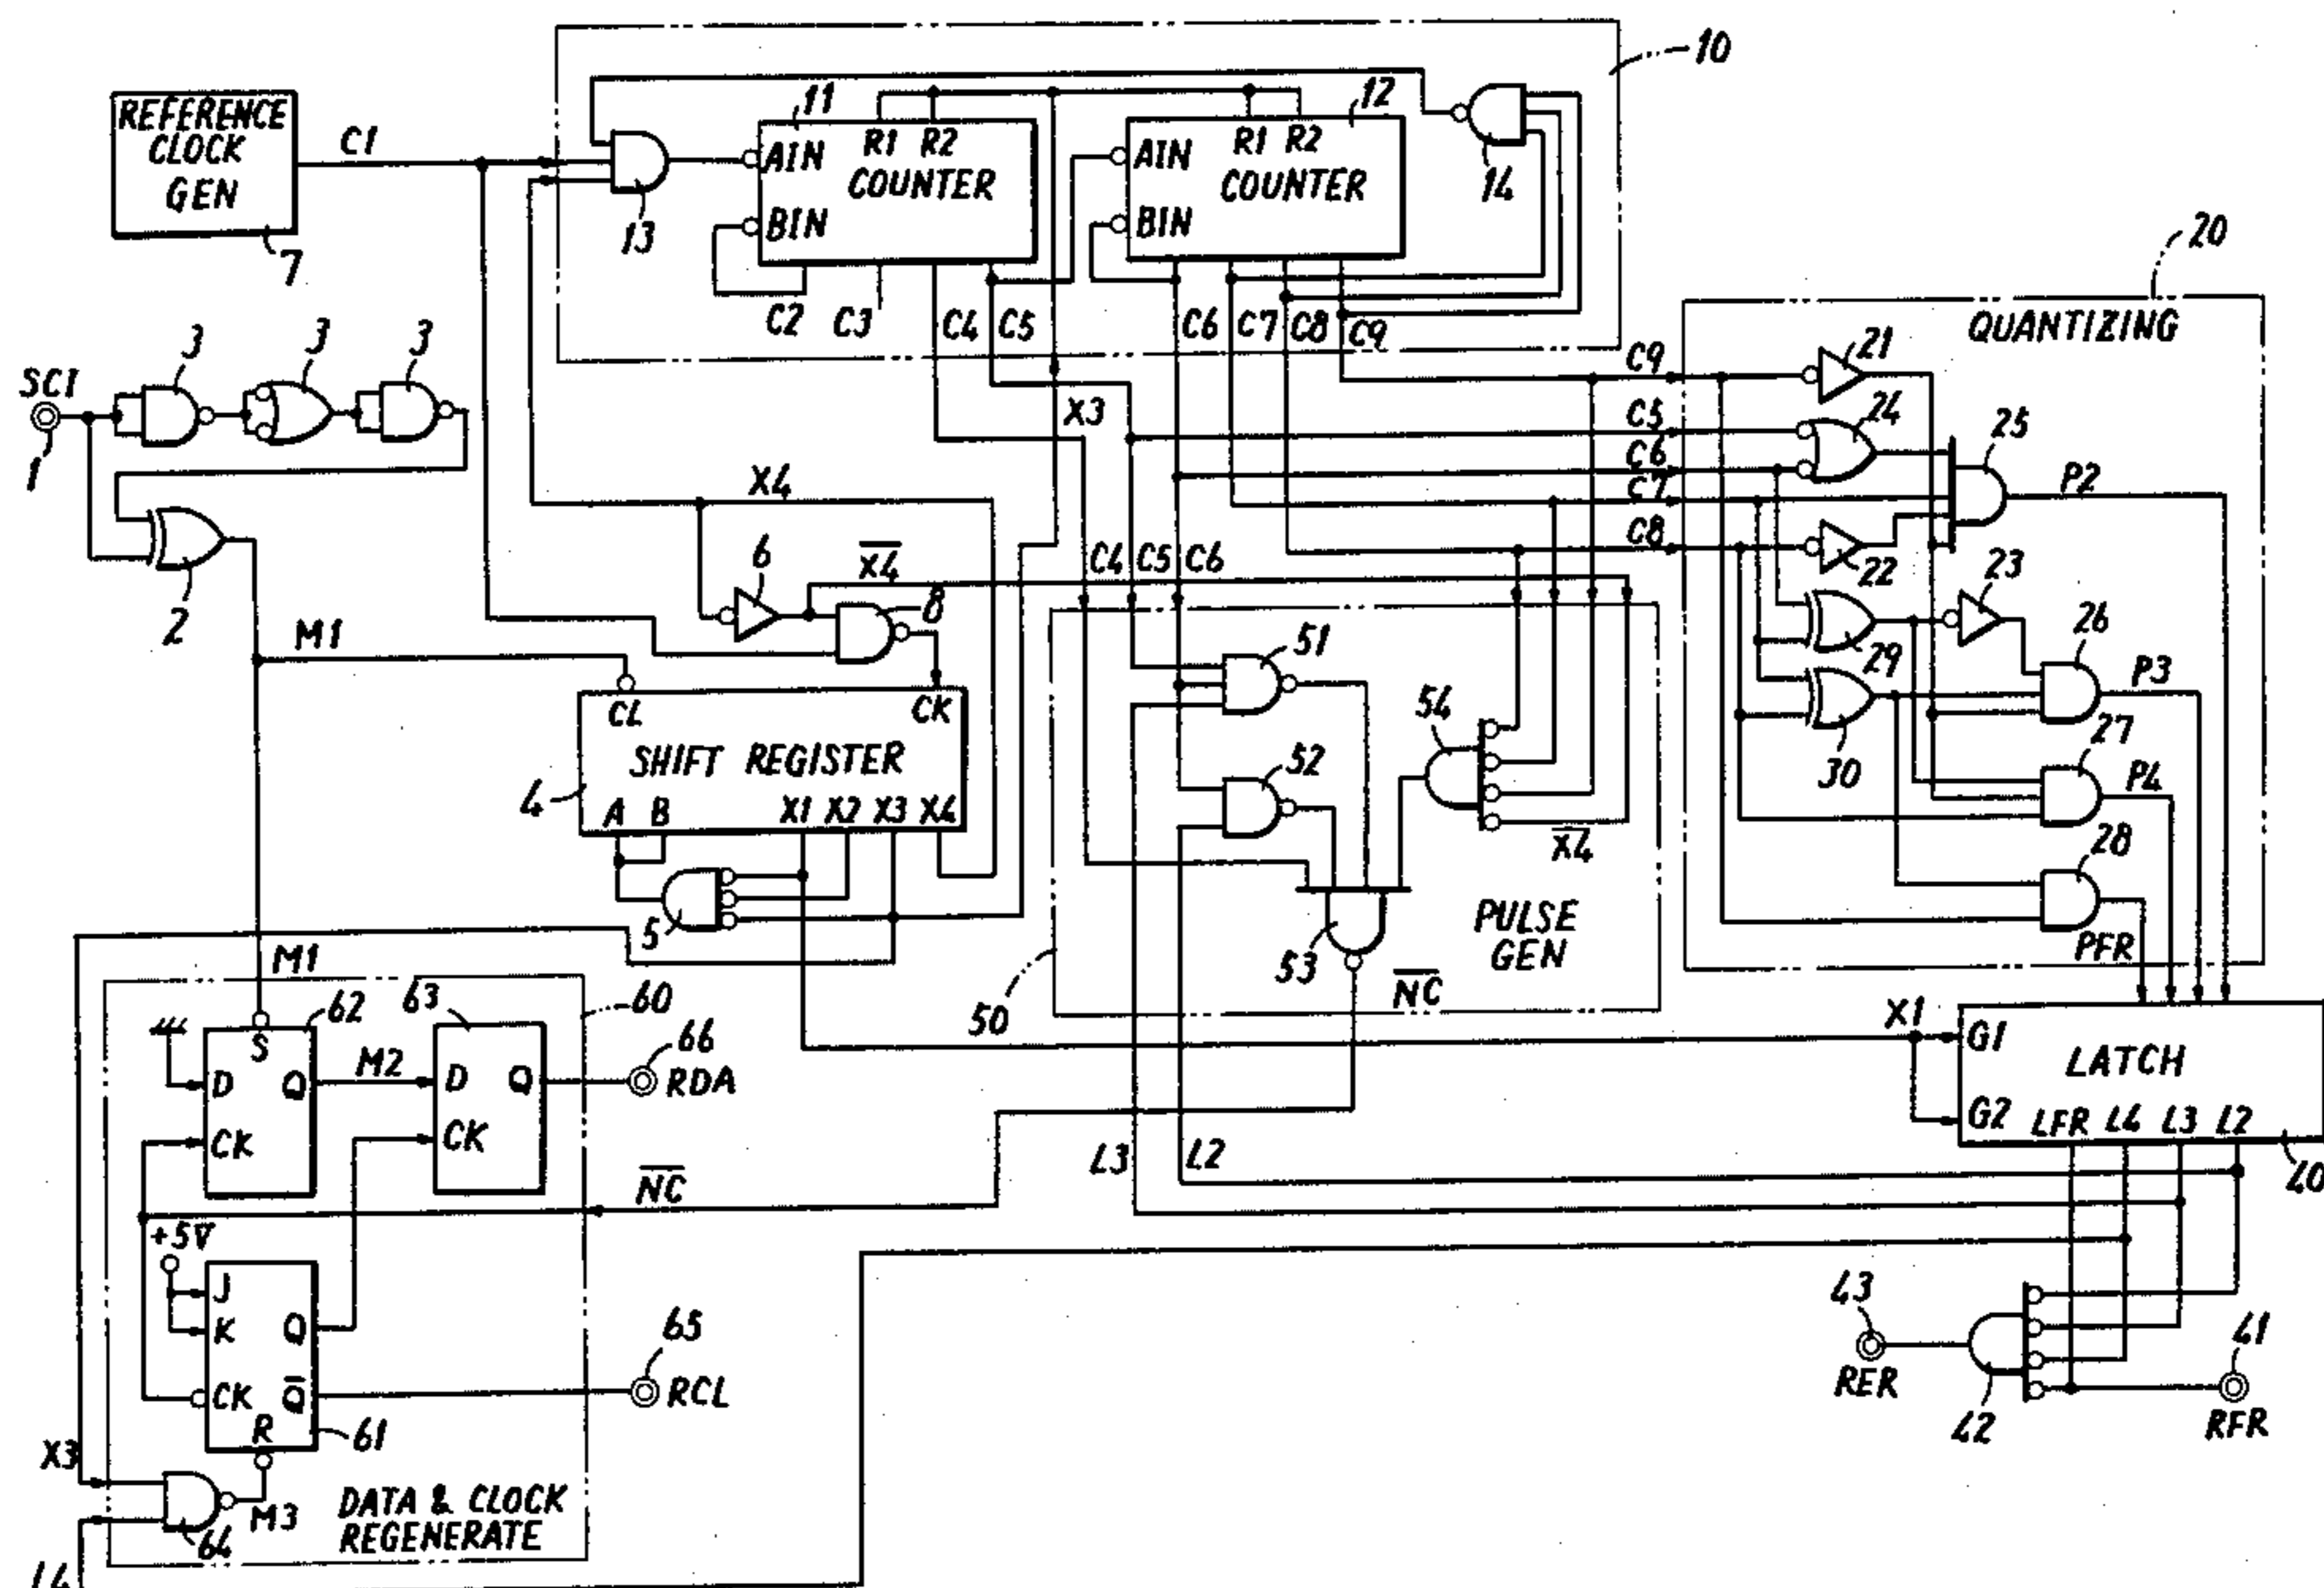 10
REFERENCE
CLOCK
GEN
7
C1
11
AIN R1 R2
COUNTER
BIN
13
12
AIN R1 R2
COUNTER
BIN
14
C2 C3 C4 C5
C6 C7 C8 C9
20
QUANTIZING
SCI
1
3
3
3
2
X3
X4
6
X4
8
M1
C9
C5
C6
C7
C8
21
24
25
P2
22
23
29
30
26
P3
27
P4
28
PFR
C4 C5 C6
51
52
54
X4
53
PULSE
GEN
NC
50
CL CK
SHIFT REGISTER
4
A B X1 X2 X3 X4
5
M1
62
63
60
S
D Q
CK
M2
D Q
CK
66
RDA
NC
+5V
J
K Q
CK Q
R
61
65
RCL
X3
M3
64
L4
DATA & CLOCK
REGENERATE
L3 L2
X1
G1
LATCH
G2 LFR L4 L3 L2
40
43
RER
42
41
RFR